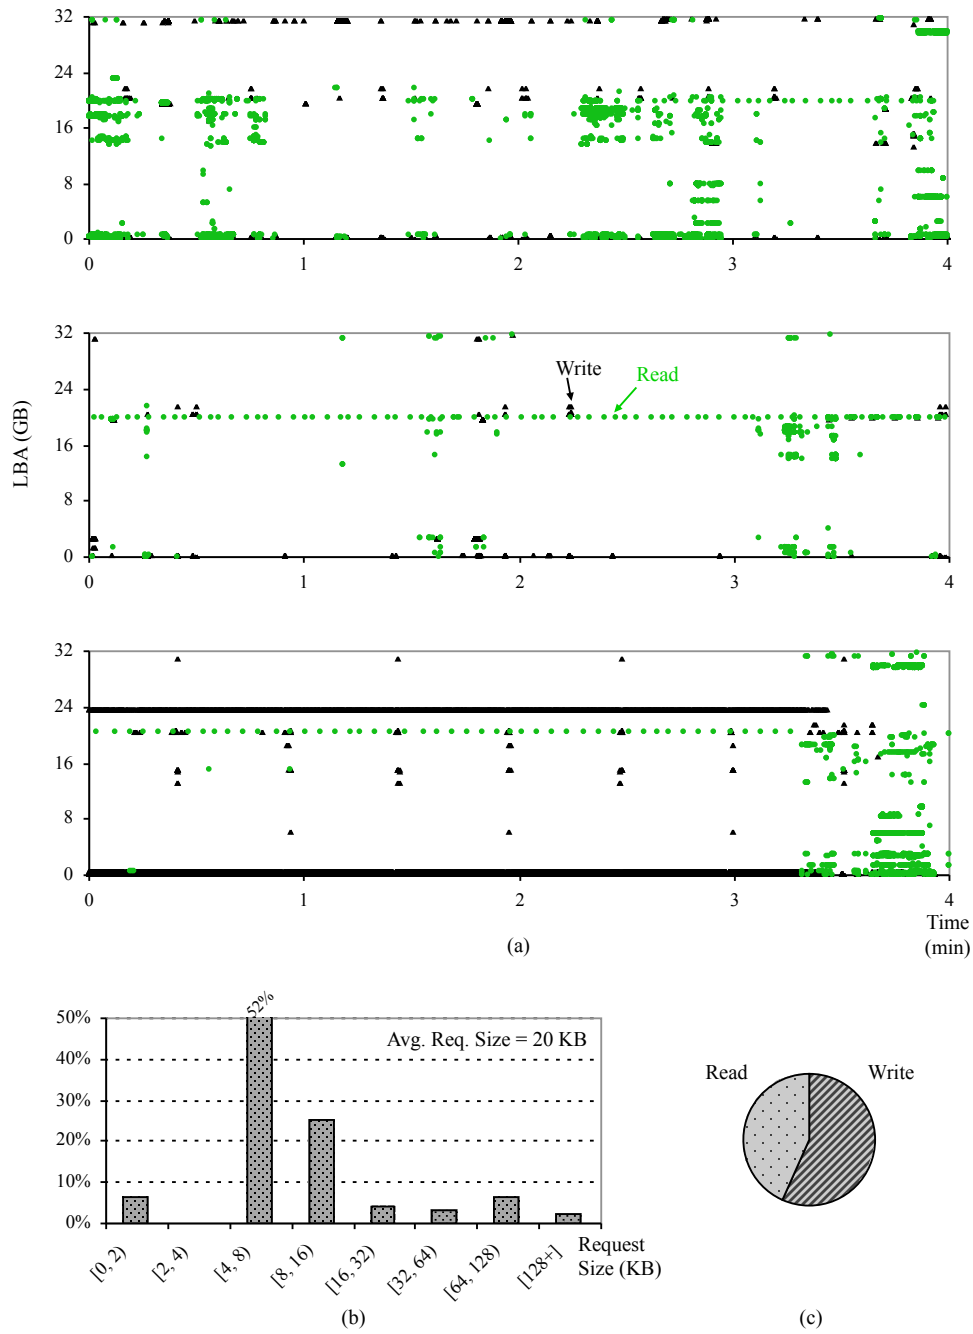 32
24
16
8
0
0 1 2 3 4
32
24
16
8
0
Write
Read
LBA (GB)
0 1 2 3 4
32
24
16
8
0
0 1 2 3 4
Time
(min)
(a)
52%
50%
40%
30%
20%
10%
0%
Avg. Req. Size = 20 KB
[0, 2) [2, 4) [4, 8) [8, 16) [16, 32) [32, 64) [64, 128) [128+]
Request
Size (KB)
(b)
Read Write
(c)